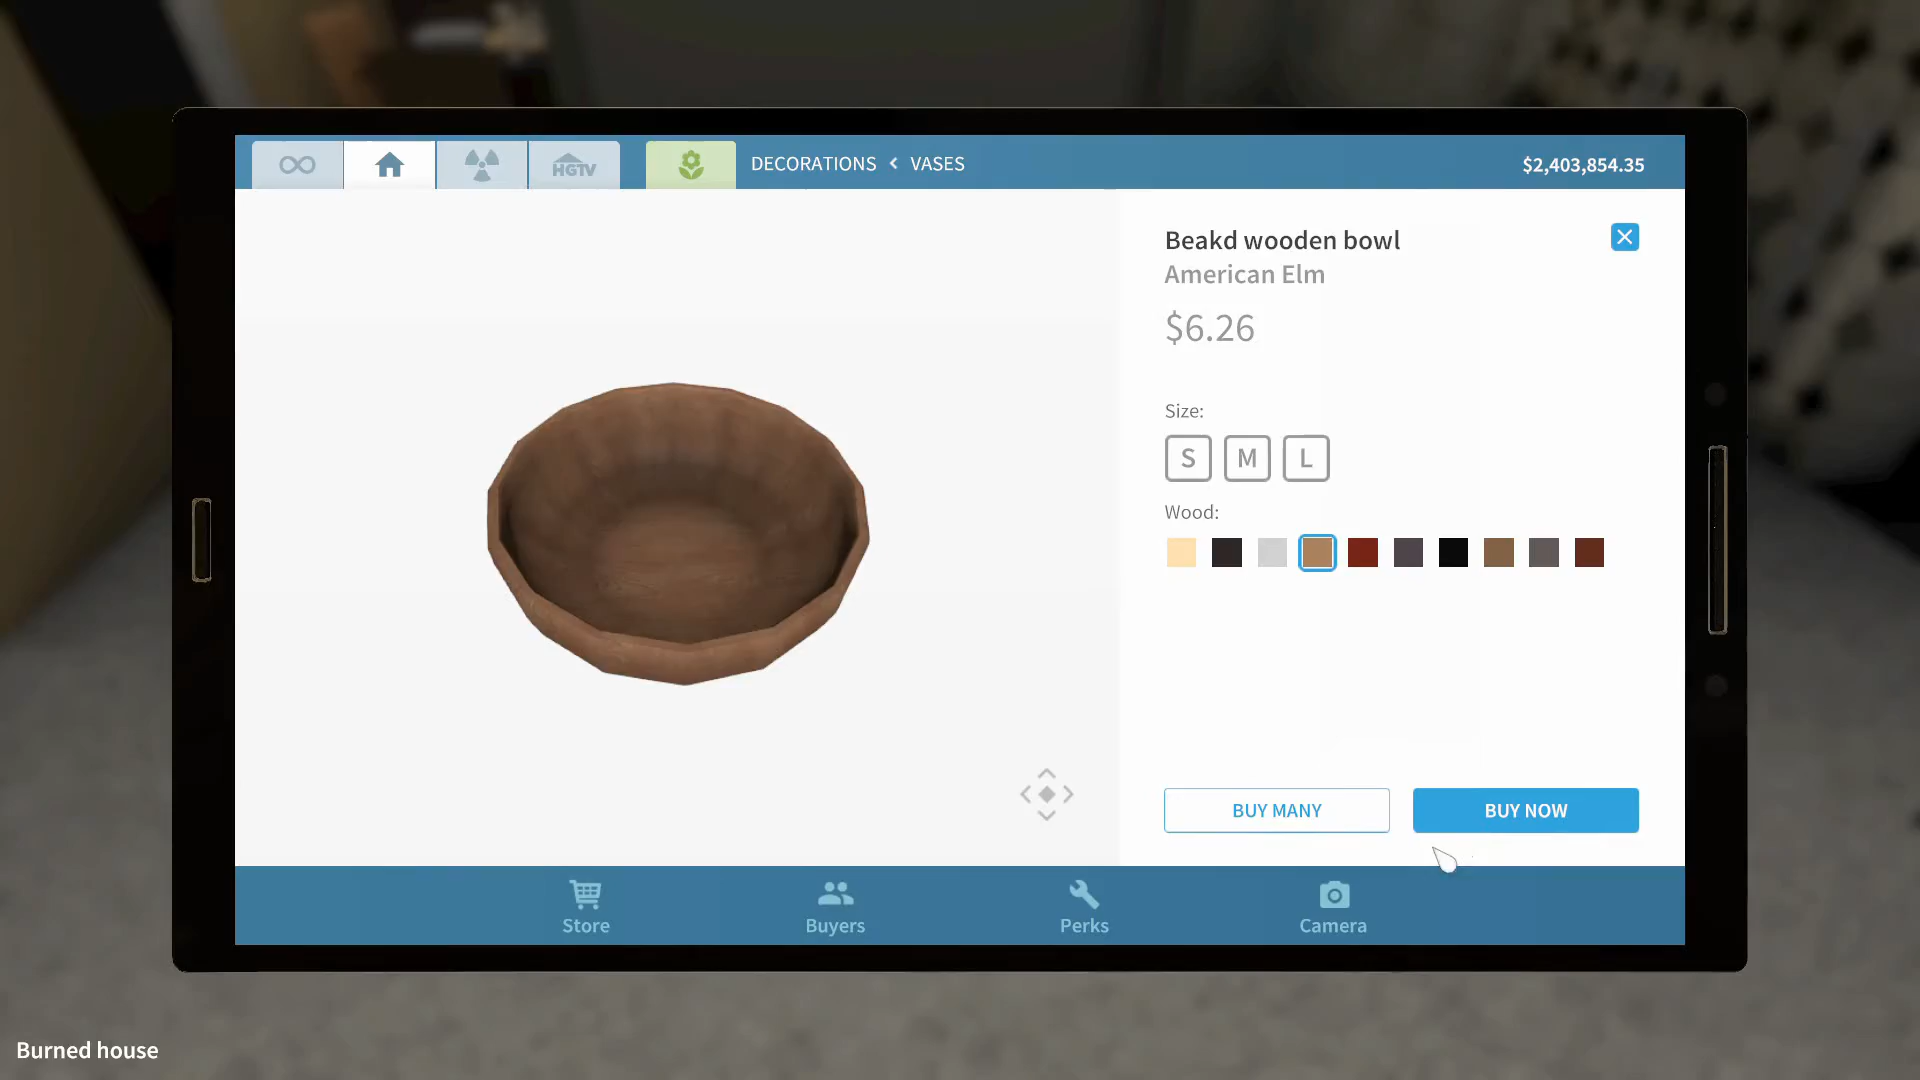 HGTV
DECORATIONS < VASES
$2,403,854.35
Beakd wooden bowl
American Elm
$6.26
Size:
S M L
Wood:
BUY MANY
BUY NOW
Store
Buyers
Perks
Camera
Burned house